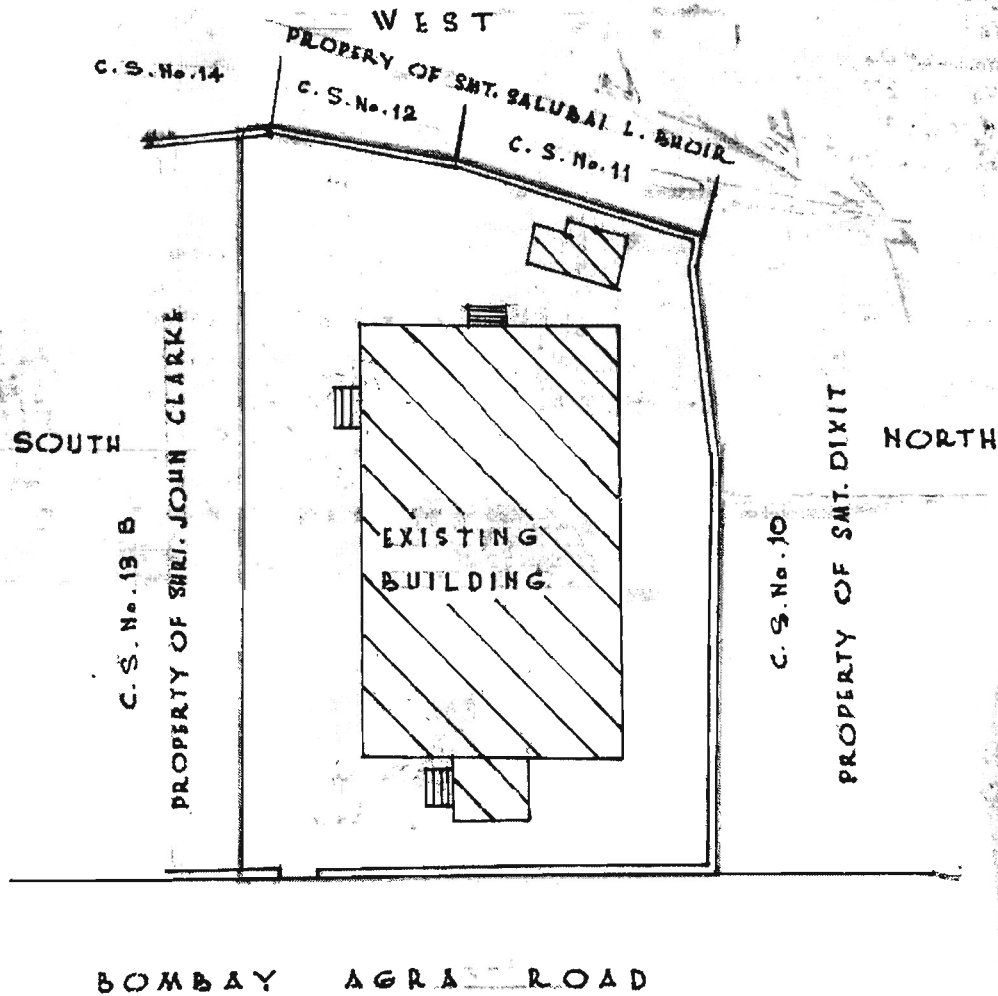 WEST
PROPERY OF SMT. SALUBAI L. BHOIR
C. S. No. 14
C. S. No. 12
C. S. No. 11
SOUTH
C. S. No. 13 B
PROPERTY OF SHRI. JOHN CLARKE
EXISTING
BUILDING
C. S. No. 10
PROPERTY OF SMT. DIXIT
NORTH
BOMBAY AGRA ROAD